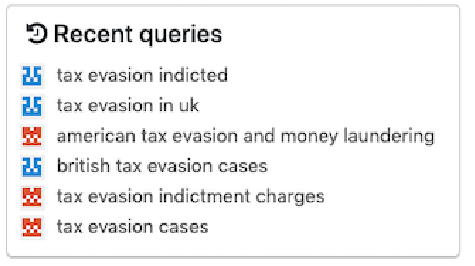 Recent queries
tax evasion indicted
tax evasion in uk
american tax evasion and money laundering
british tax evasion cases
tax evasion indictment charges
tax evasion cases